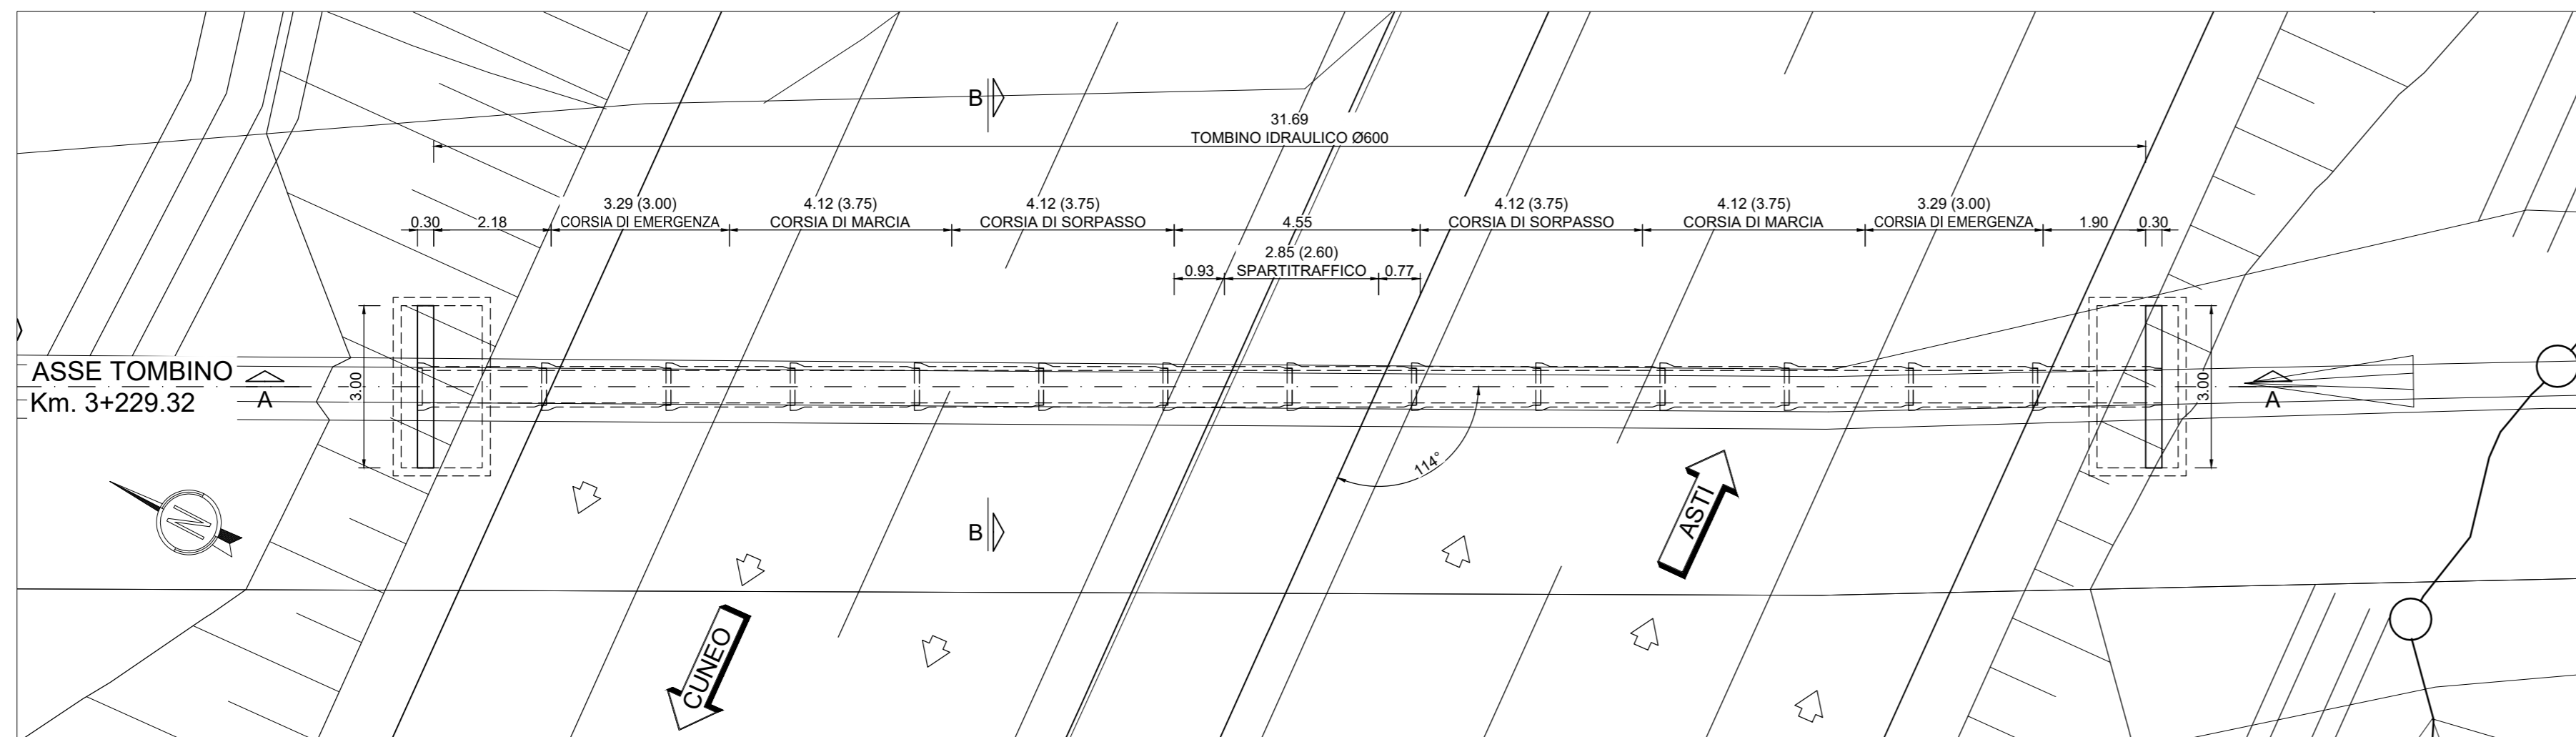 B
31.69
TOMBINO IDRAULICO Ø600
3.29 (3.00)
CORSIA DI EMERGENZA
4.12 (3.75)
CORSIA DI MARCIA
4.12 (3.75)
CORSIA DI SORPASSO
4.12 (3.75)
CORSIA DI SORPASSO
4.12 (3.75)
CORSIA DI MARCIA
3.29 (3.00)
CORSIA DI EMERGENZA
0.30
2.18
4.55
1.90
0.30
2.85 (2.60)
0.93
SPARTITRAFFICO
0.77
ASSE TOMBINO
Km. 3+229.32
A
3.00
3.00
A
114°
ASTI
N
B
CUNEO